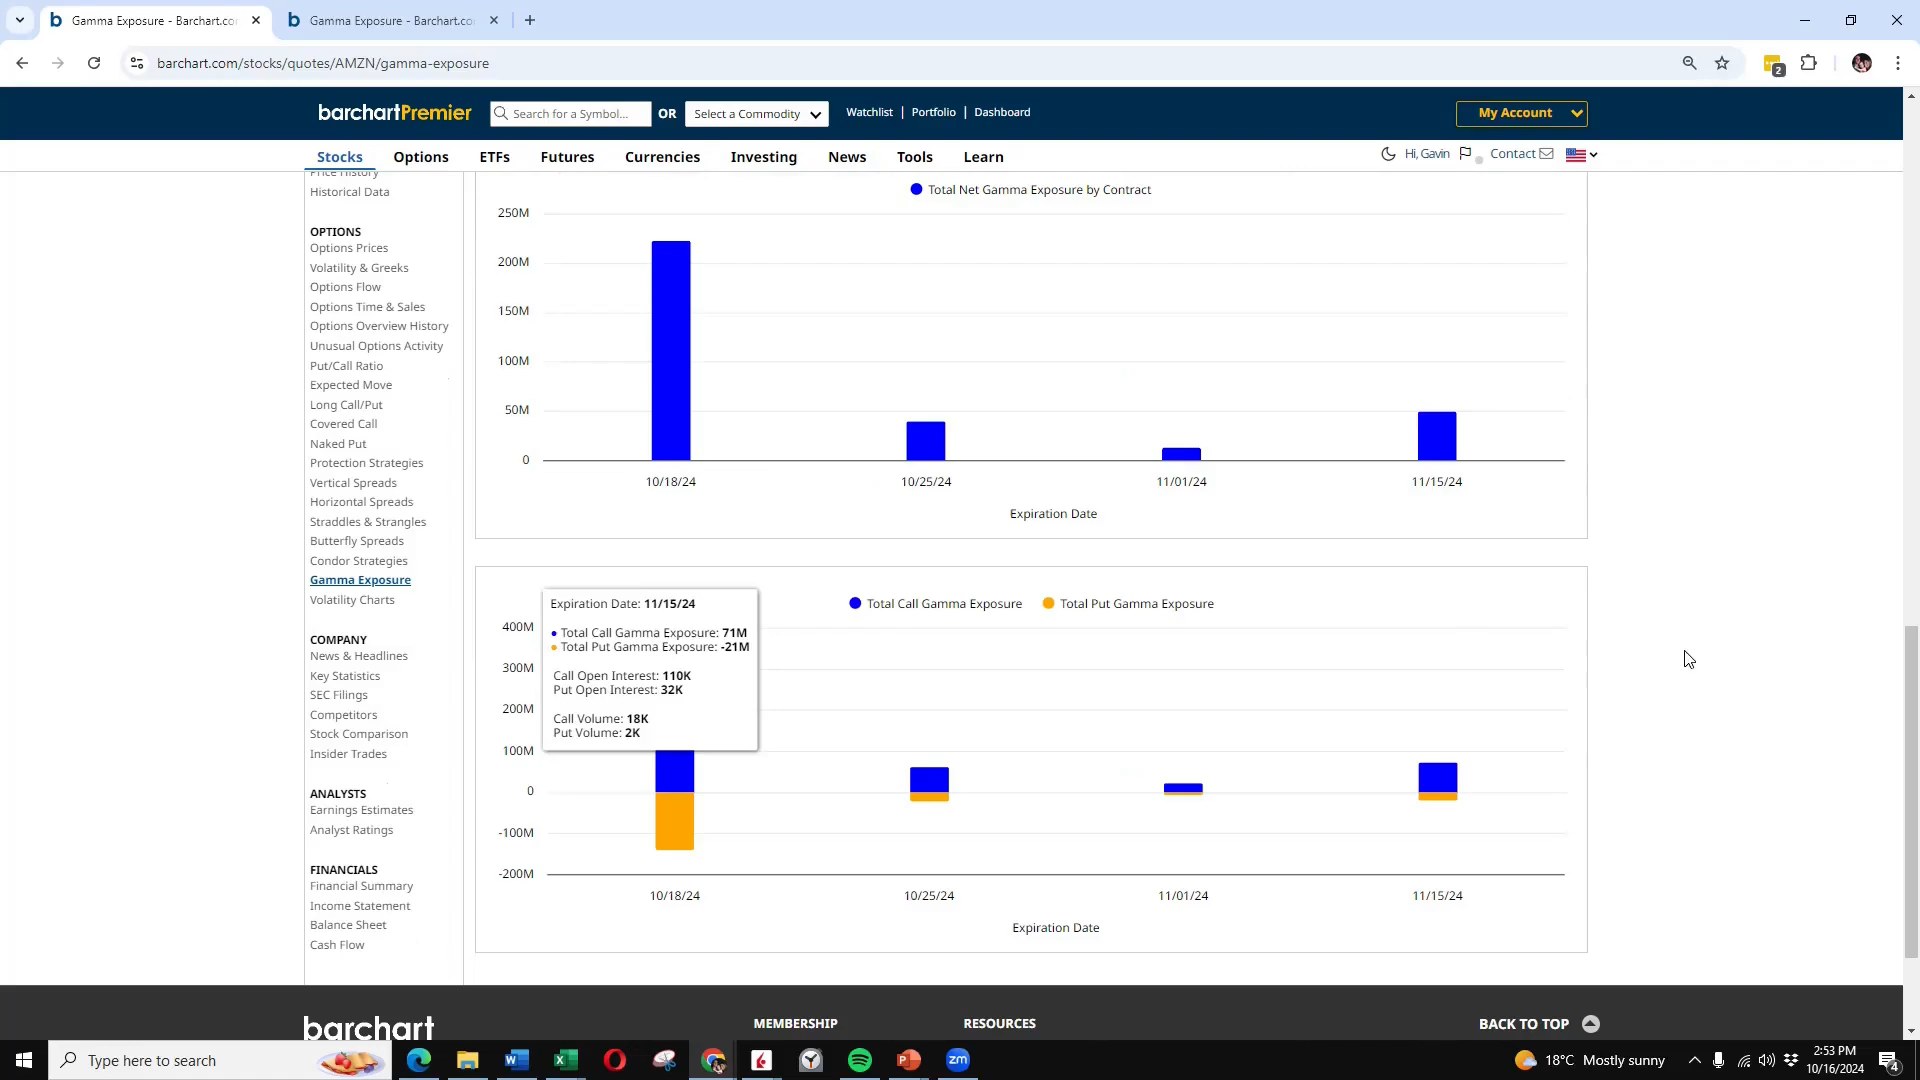 Gamma Exposure - Barchart.co
Gamma Exposure - Barchart.co
barchart.com/stocks/quotes/AMZN/gamma-exposure
2
barchartPremier
Search for a Symbol...
OR
Select a Commodity
Watchlist | Portfolio | Dashboard
My Account
Stocks
Options
ETFs
Futures
Currencies
Investing
News
Tools
Learn
Hi, Gavin
Contact
Price History
Historical Data
OPTIONS
Options Prices
Volatility & Greeks
Options Flow
Options Time & Sales
Options Overview History
Unusual Options Activity
Put/Call Ratio
Expected Move
Long Call/Put
Covered Call
Naked Put
Protection Strategies
Vertical Spreads
Horizontal Spreads
Straddles & Strangles
Butterfly Spreads
Condor Strategies
Gamma Exposure
Volatility Charts
COMPANY
News & Headlines
Key Statistics
SEC Filings
Competitors
Stock Comparison
Insider Trades
ANALYSTS
Earnings Estimates
Analyst Ratings
FINANCIALS
Financial Summary
Income Statement
Balance Sheet
Cash Flow
Total Net Gamma Exposure by Contract
250M
200M
150M
100M
50M
0
10/18/24
10/25/24
11/01/24
11/15/24
Expiration Date
Total Call Gamma Exposure
Total Put Gamma Exposure
Expiration Date: 11/15/24
Total Call Gamma Exposure: 71M
Total Put Gamma Exposure: -21M
Call Open Interest: 110K
Put Open Interest: 32K
Call Volume: 18K
Put Volume: 2K
400M
300M
200M
100M
0
-100M
-200M
10/18/24
10/25/24
11/01/24
11/15/24
Expiration Date
barchart
MEMBERSHIP
RESOURCES
BACK TO TOP
Type here to search
W
X
P
zm
18°C Mostly sunny
2:53 PM
10/16/2024
4